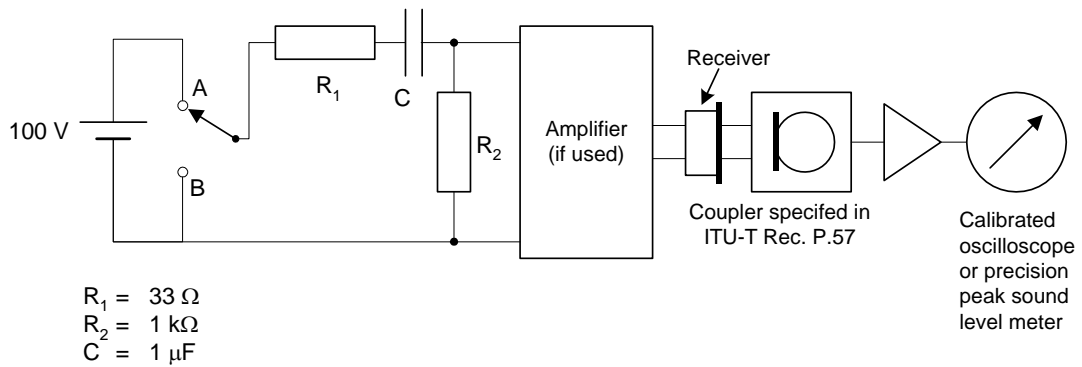 A
100 V
B
R1
C
R2
Amplifier
(if used)
Receiver
Coupler specifed in
ITU-T Rec. P.57
Calibrated
oscilloscope
or precision
peak sound
level meter
R1 = 33 Ω
R2 = 1 kΩ
C = 1 μF